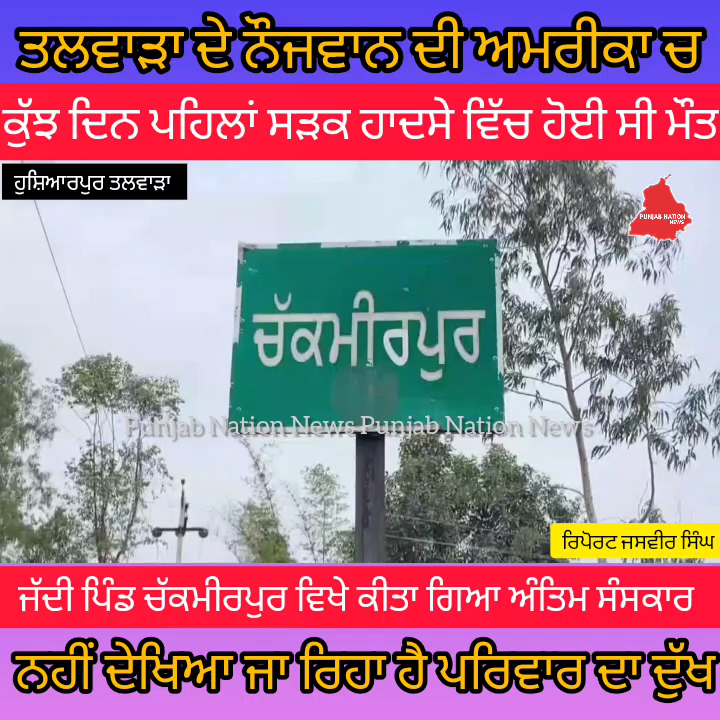 ਤਲਵਾੜਾ ਦੇ ਨੌਜਵਾਨ ਦੀ ਅਮਰੀਕਾ ਚ
ਕੁੱਝ ਦਿਨ ਪਹਿਲਾਂ ਸੜਕ ਹਾਦਸੇ ਵਿੱਚ ਹੋਈ ਸੀ ਮੌਤ
ਹੁਸ਼ਿਆਰਪੁਰ ਤਲਵਾੜਾ
PUNJAB NATION
NEWS
ਚੱਕਮੀਰਪੁਰ
Punjab Nation News Punjab Nation News
ਰਿਪੋਰਟ ਜਸਵੀਰ ਸਿੰਘ
ਜੱਦੀ ਪਿੰਡ ਚੱਕਮੀਰਪੁਰ ਵਿਖੇ ਕੀਤਾ ਗਿਆ ਅੰਤਿਮ ਸੰਸਕਾਰ
ਨਹੀਂ ਦੇਖਿਆ ਜਾ ਰਿਹਾ ਹੈ ਪਰਿਵਾਰ ਦਾ ਦੁੱਖ